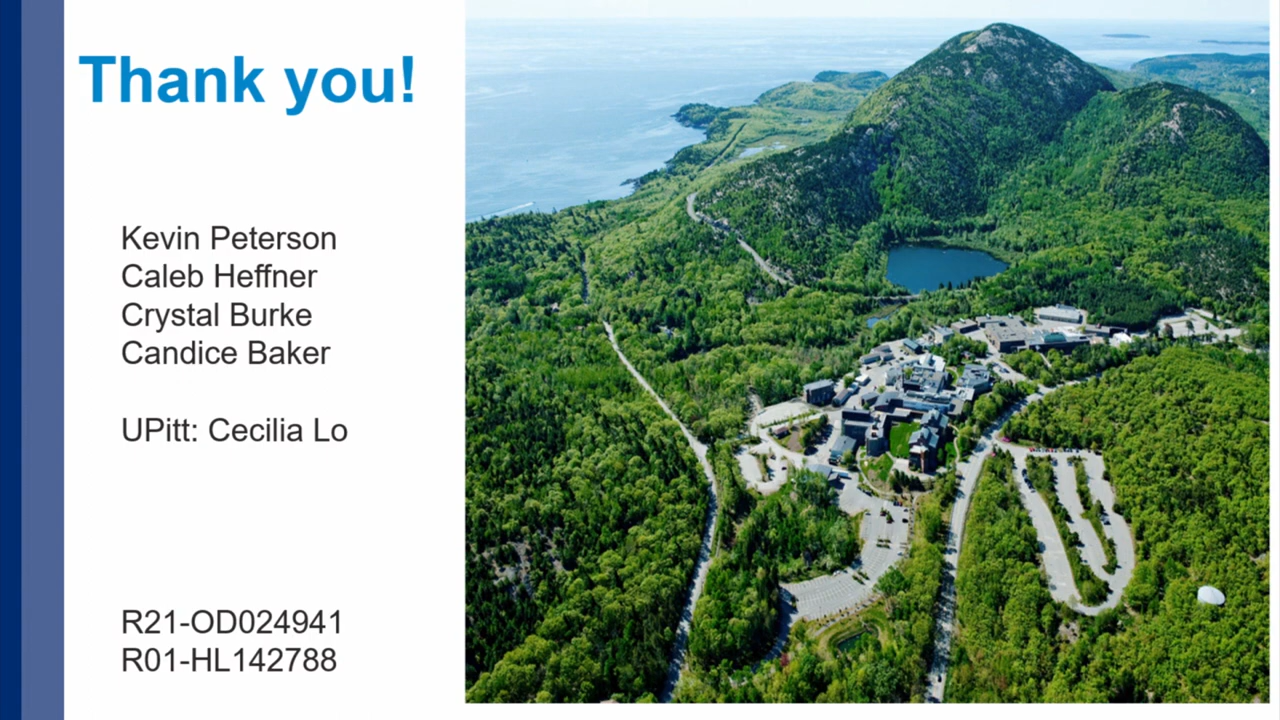 Thank you!
Kevin Peterson
Caleb Heffner
Crystal Burke
Candice Baker
UPitt: Cecilia Lo
R21-OD024941
R01-HL142788